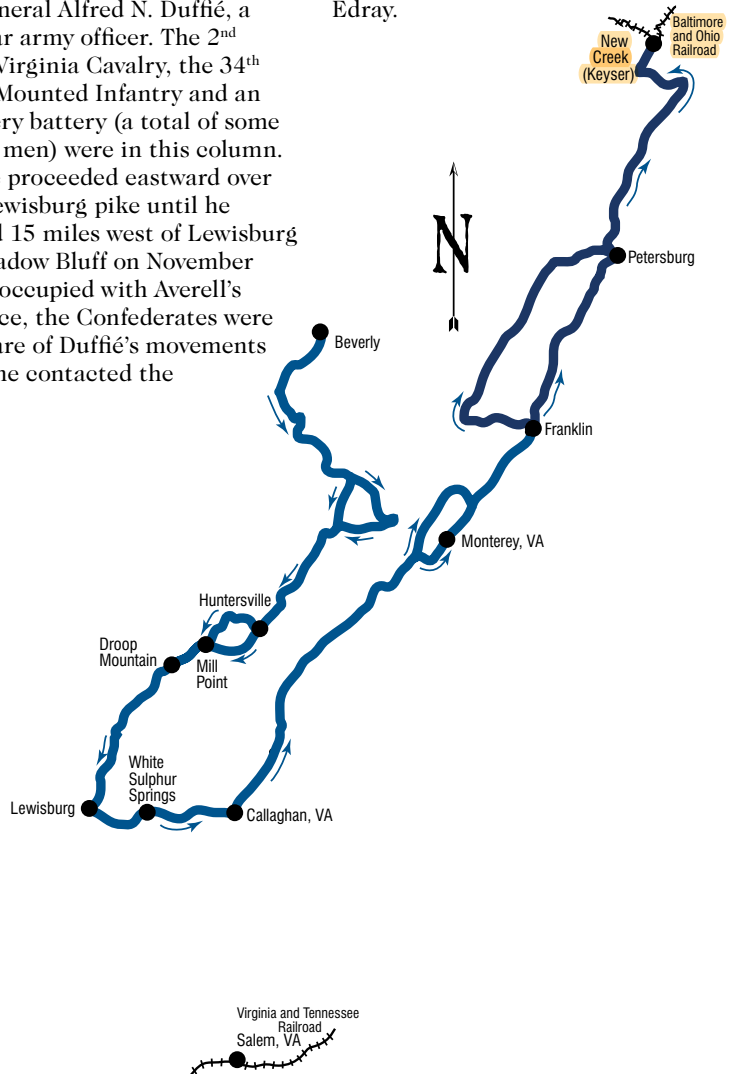 neral Alfred N. Duffié, a
r army officer. The 2nd
Virginia Cavalry, the 34th
Mounted Infantry and an
ery battery (a total of some
men) were in this column.
proceeded eastward over
ewisburg pike until he
15 miles west of Lewisburg
adow Bluff on November
occupied with Averell’s
ce, the Confederates were
are of Duffié’s movements
he contacted the
Edray.
Baltimore
and Ohio
Railroad
New
Creek
(Keyser)
N
Petersburg
Beverly
Franklin
Monterey, VA
Huntersville
Droop
Mountain
Mill
Point
White
Sulphur
Springs
Lewisburg
Callaghan, VA
Virginia and Tennessee
Railroad
Salem, VA